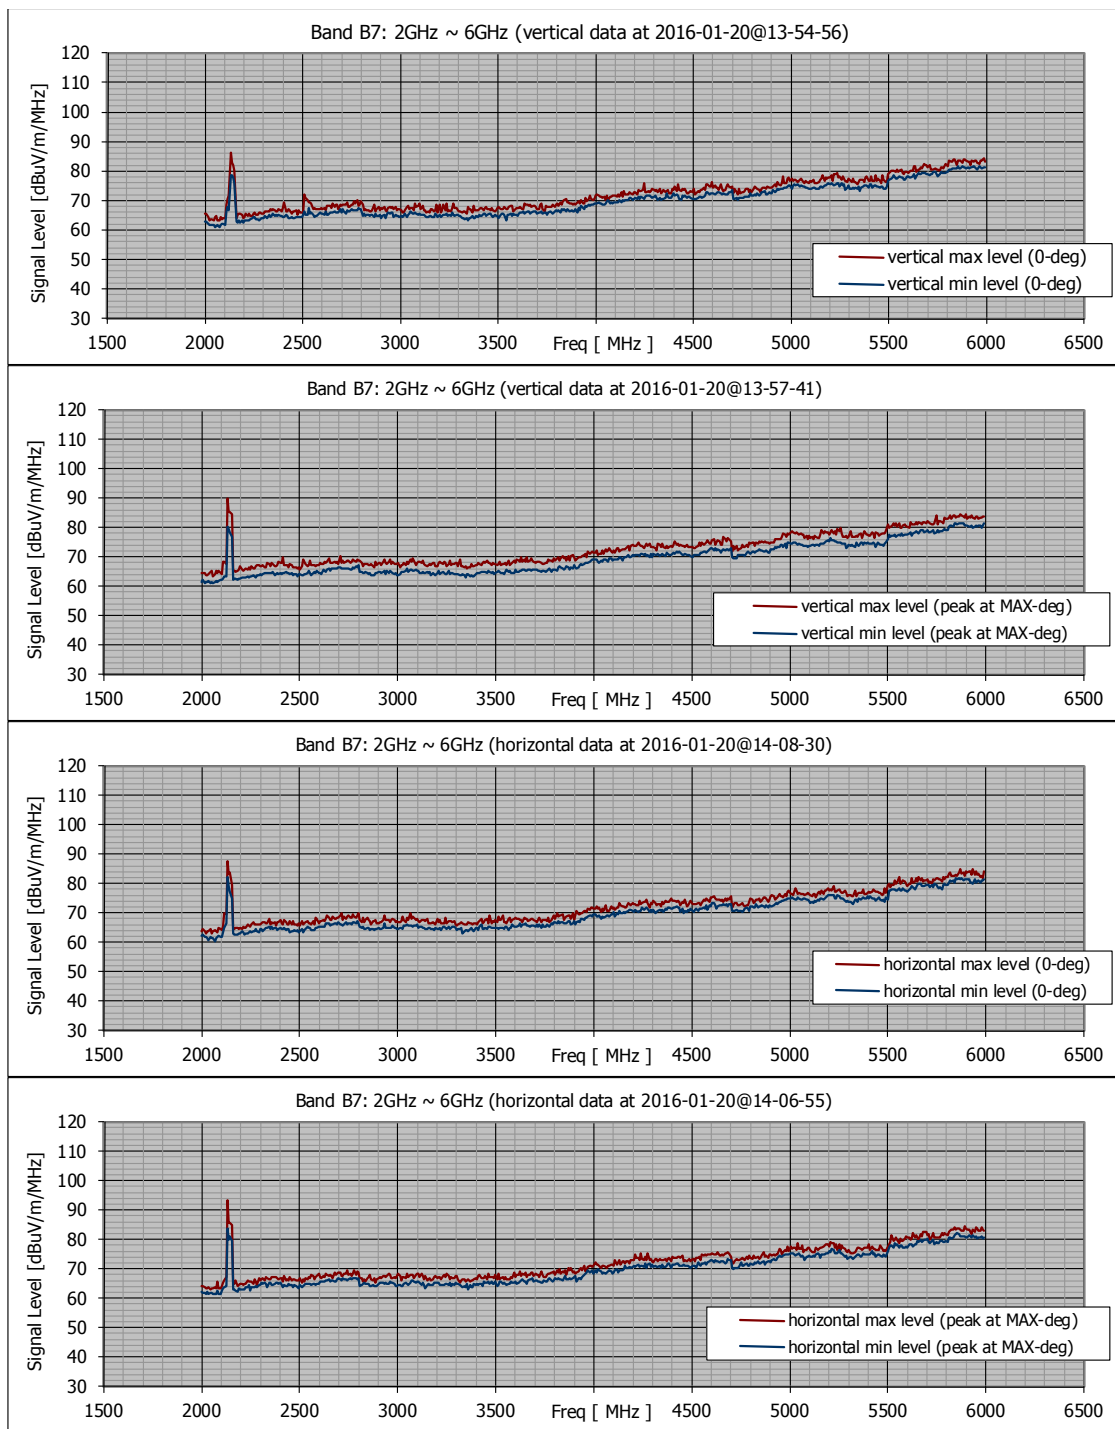 Band B7: 2GHz ~ 6GHz (vertical data at 2016-01-20@13-54-56)
Signal Level [dBuV/m/MHz]
120
110
100
90
80
70
60
50
40
30
vertical max level (0-deg)
vertical min level (0-deg)
1500 2000 2500 3000 3500 Freq [ MHz ] 4500 5000 5500 6000 6500
Band B7: 2GHz ~ 6GHz (vertical data at 2016-01-20@13-57-41)
Signal Level [dBuV/m/MHz]
120
110
100
90
80
70
60
50
40
30
vertical max level (peak at MAX-deg)
vertical min level (peak at MAX-deg)
1500 2000 2500 3000 3500 Freq [ MHz ] 4500 5000 5500 6000 6500
Band B7: 2GHz ~ 6GHz (horizontal data at 2016-01-20@14-08-30)
Signal Level [dBuV/m/MHz]
120
110
100
90
80
70
60
50
40
30
horizontal max level (0-deg)
horizontal min level (0-deg)
1500 2000 2500 3000 3500 Freq [ MHz ] 4500 5000 5500 6000 6500
Band B7: 2GHz ~ 6GHz (horizontal data at 2016-01-20@14-06-55)
Signal Level [dBuV/m/MHz]
120
110
100
90
80
70
60
50
40
30
horizontal max level (peak at MAX-deg)
horizontal min level (peak at MAX-deg)
1500 2000 2500 3000 3500 Freq [ MHz ] 4500 5000 5500 6000 6500